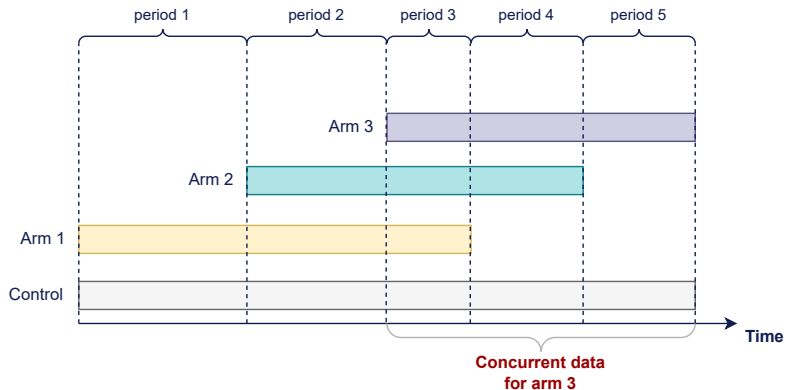 period 1
period 2
period 3
period 4
period 5
Arm 3
Arm 2
Arm 1
Control
Time
Concurrent data
for arm 3